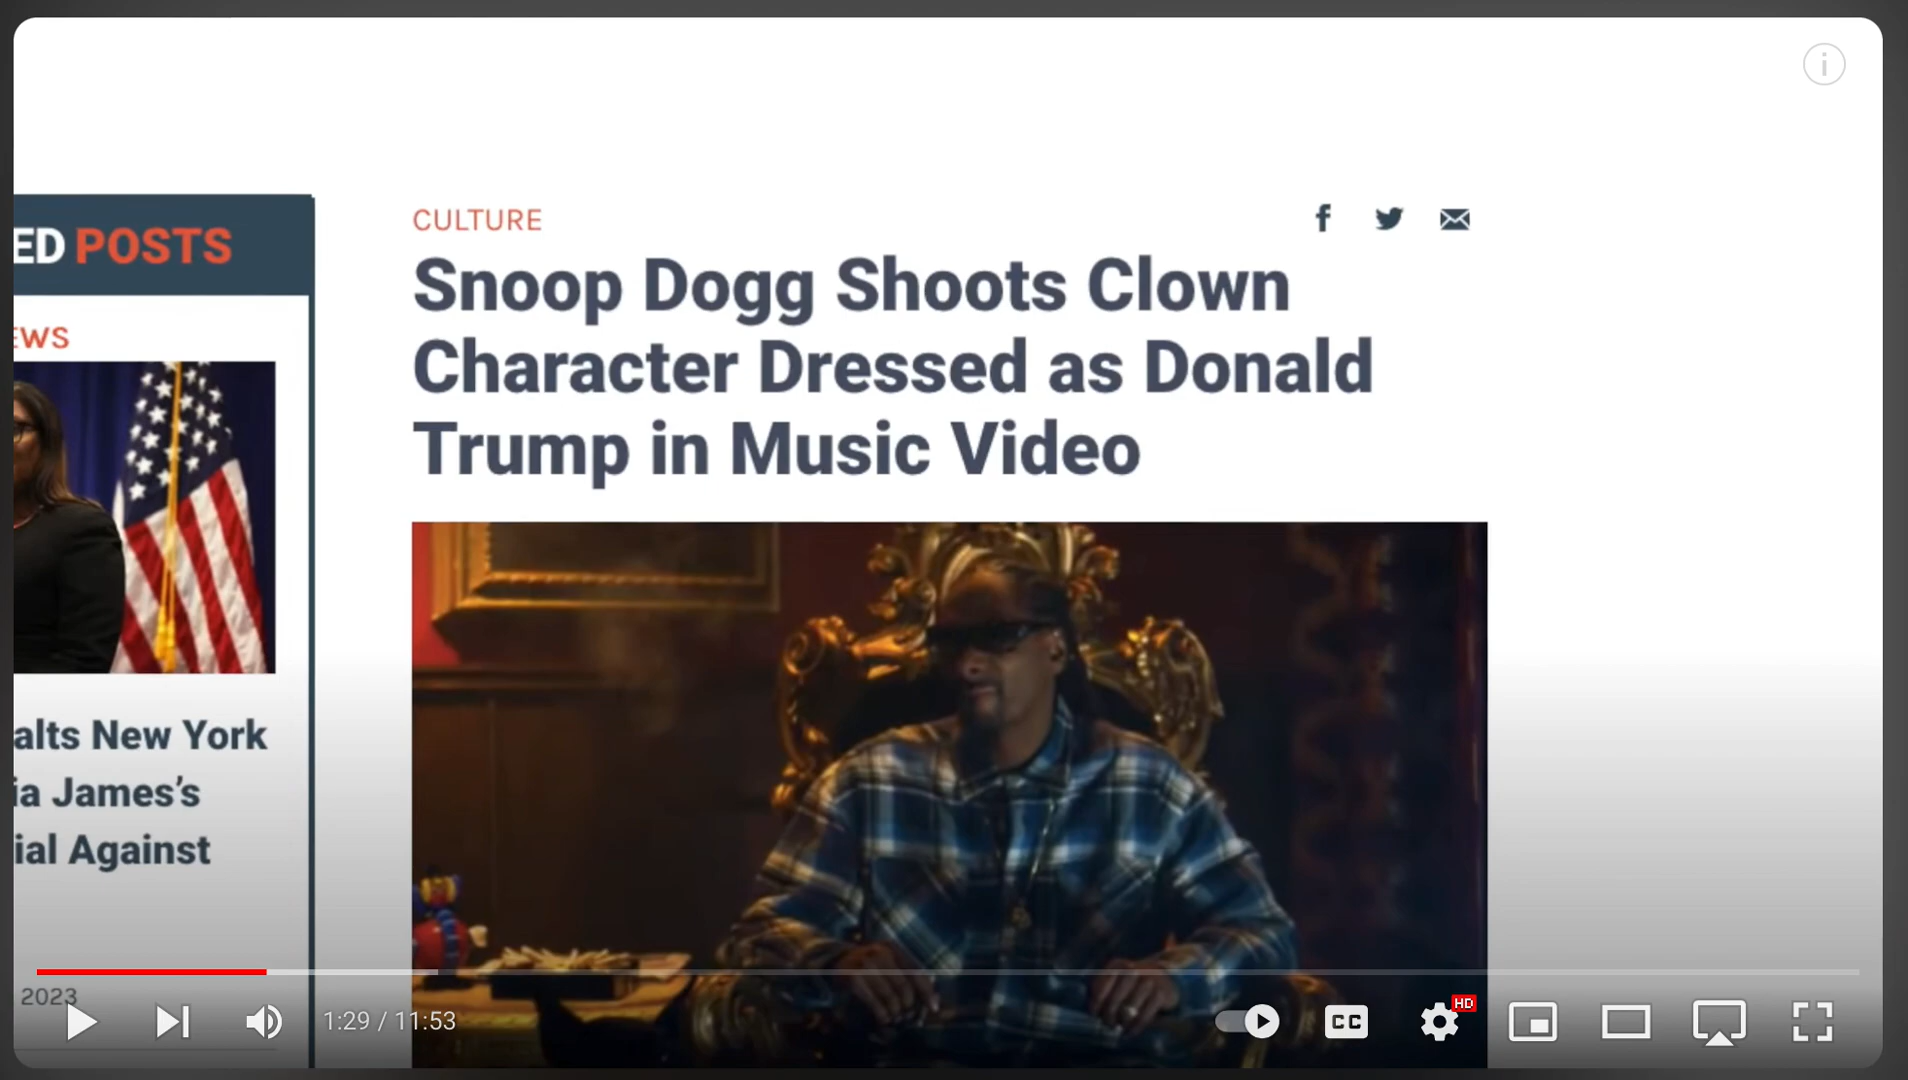 ED POSTS
EWS
alts New York
ia James’s
ial Against
2023
CULTURE
Snoop Dogg Shoots Clown
Character Dressed as Donald
Trump in Music Video
1:29 / 11:53
CC
HD